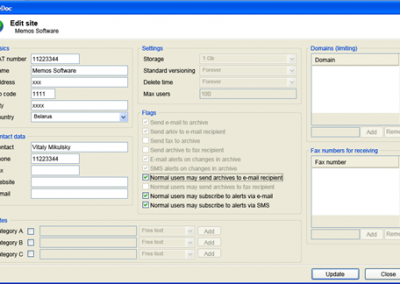 Doc
Edit site
sics
AT number 11223344
ame Memos Software
ddress xxx
p code 1111
ity xxxx
ountry Belarus
ontact data
ontact Vitaly Mikulsky
hone 11223344
x
ebsite
mail
Settings
Storage 1 Gb
Standard versioning Forever
Delete time Forever
Max users 100
Flags
Send e-mail to archive
Send arkiv to e-mail recipient
Send fax to archive
Send archive to fax recipient
E-mail alerts on changes in archive
SMS alerts on changes in archive
Normal users may send archives to e-mail recipient
Normal users may send archives to fax recipient
Normal users may subscribe to alerts via e-mail
Normal users may subscribe to alerts via SMS
Domains (limiting)
Domain
Add Remo
Fax numbers for receiving
Fax number
Add Remo
tes
ategory A Free text Add
ategory B Free text Add
ategory C Free text Add
Update Close